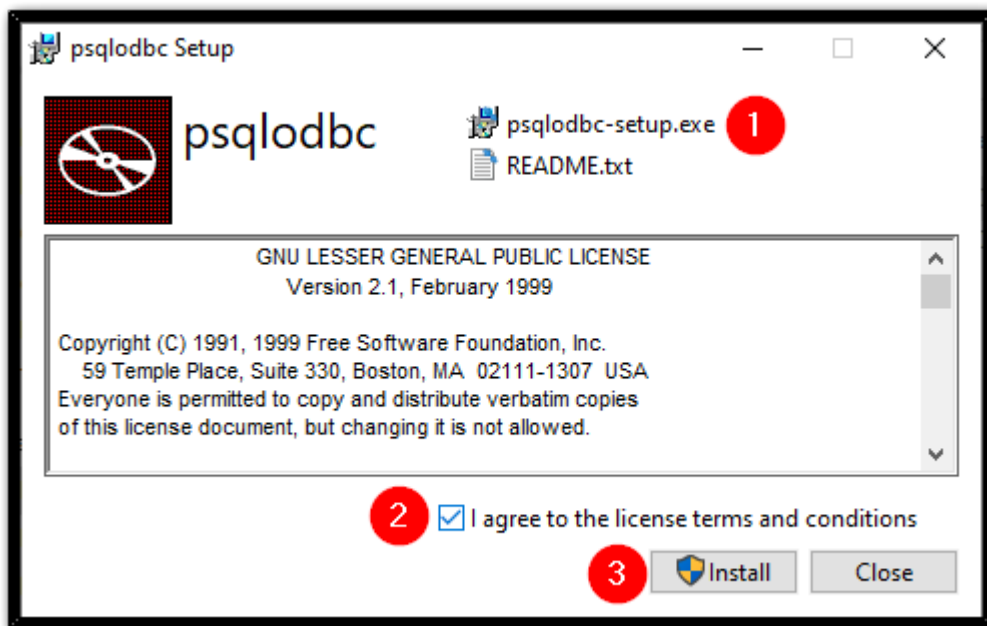 psqlodbc Setup
psqlodbc
psqlodbc-setup.exe 1
README.txt
GNU LESSER GENERAL PUBLIC LICENSE
Version 2.1, February 1999
Copyright (C) 1991, 1999 Free Software Foundation, Inc.
59 Temple Place, Suite 330, Boston, MA  02111-1307  USA
Everyone is permitted to copy and distribute verbatim copies
of this license document, but changing it is not allowed.
2 I agree to the license terms and conditions
3 Install Close